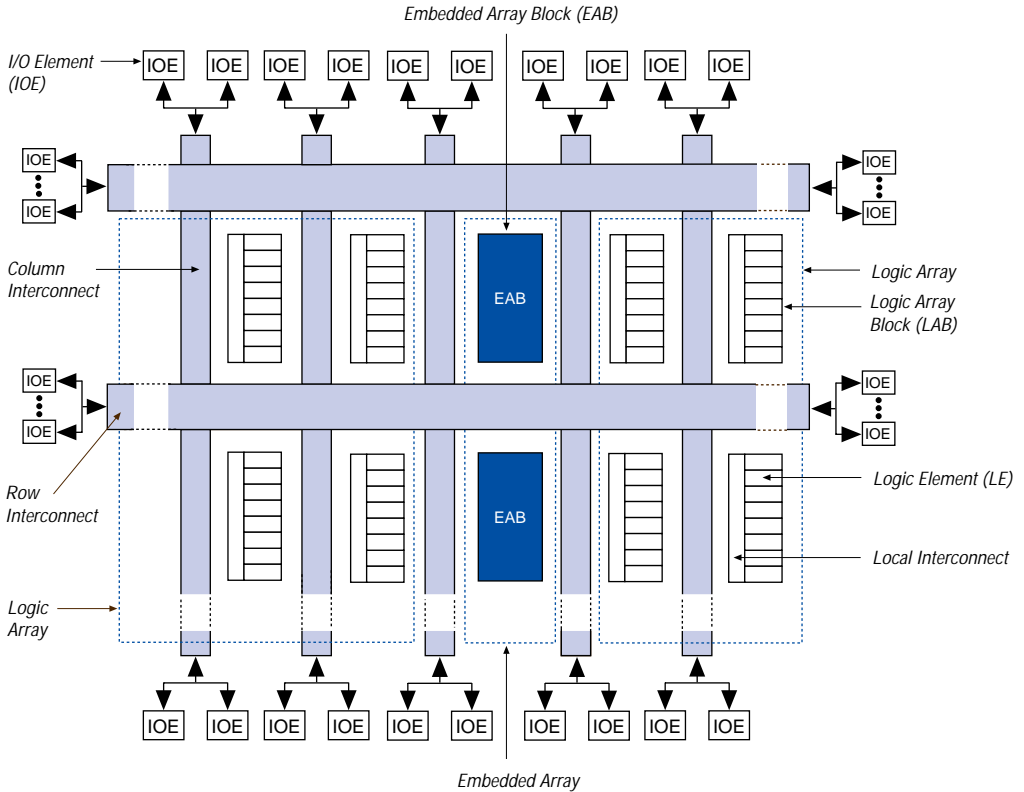 Embedded Array Block (EAB)
I/O Element
(IOE)
IOE IOE IOE IOE IOE IOE IOE IOE IOE IOE
IOE
IOE
IOE
IOE
Column
Interconnect
EAB
Logic Array
Logic Array
Block (LAB)
IOE
IOE
IOE
IOE
Row
Interconnect
EAB
Logic Element (LE)
Local Interconnect
Logic
Array
IOE IOE IOE IOE IOE IOE IOE IOE IOE IOE
Embedded Array